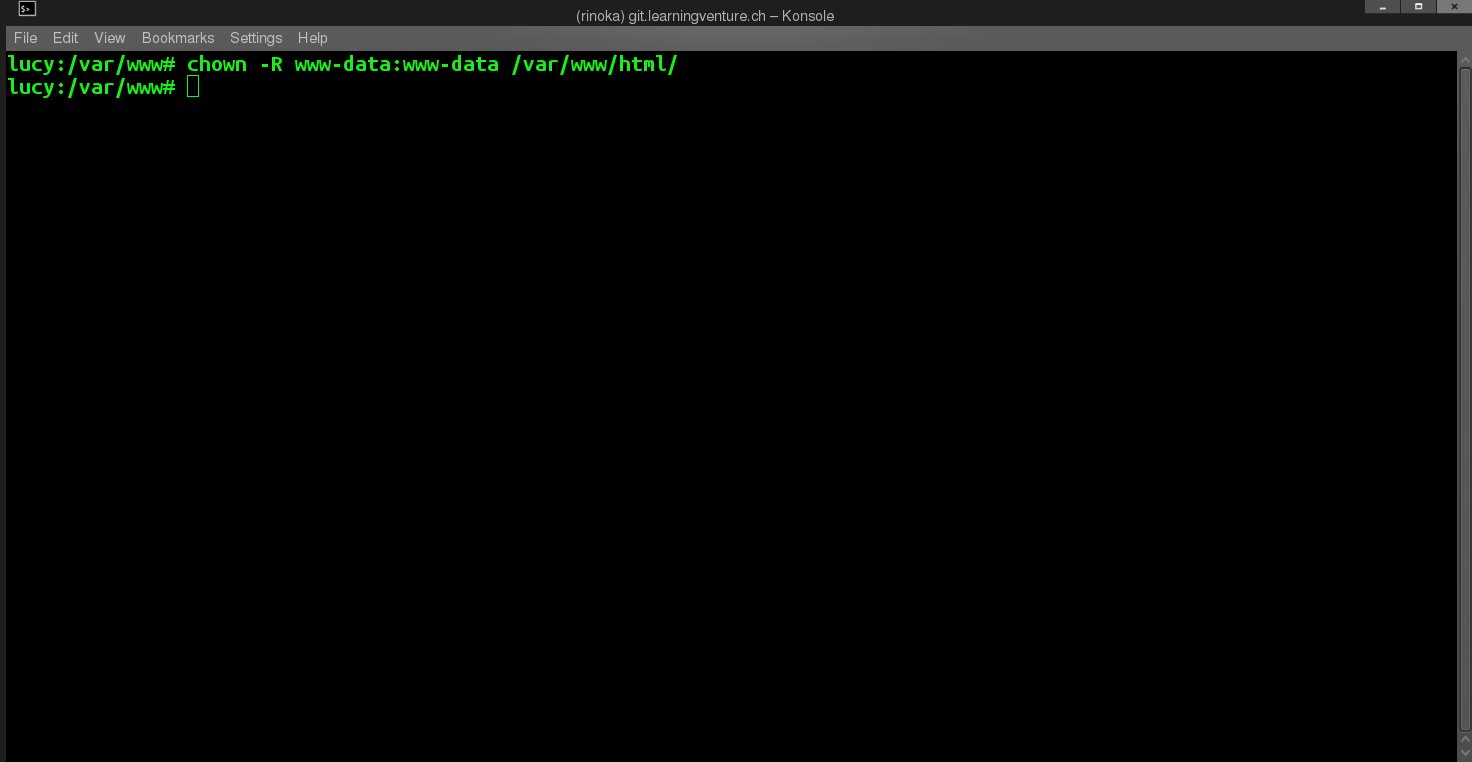 (rinoka) git.learningventure.ch – Konsole
File Edit View Bookmarks Settings Help
lucy:/var/www# chown -R www-data:www-data /var/www/html/
lucy:/var/www#